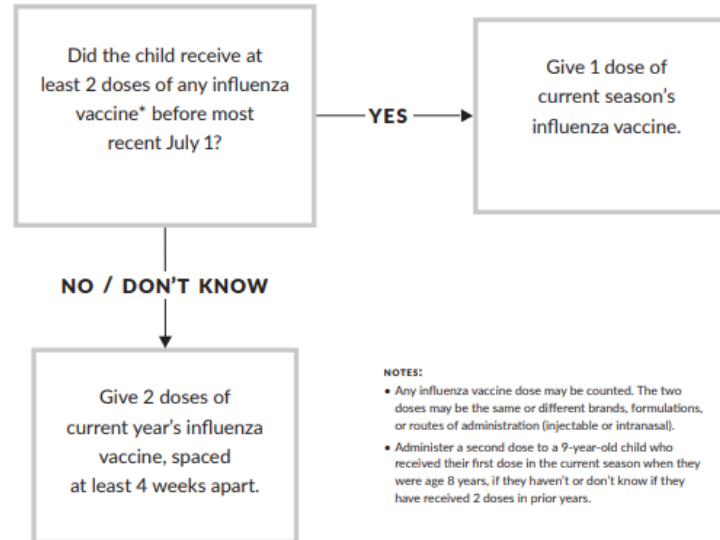 Did the child receive at
least 2 doses of any influenza
vaccine* before most
recent July 1?
YES
Give 1 dose of
current season's
influenza vaccine.
NO / DON'T KNOW
Give 2 doses of
current year's influenza
vaccine, spaced
at least 4 weeks apart.
NOTES:
• Any influenza vaccine dose may be counted. The two
doses may be the same or different brands, formulations,
or routes of administration (injectable or intranasal).
• Administer a second dose to a 9-year-old child who
received their first dose in the current season when they
were age 8 years, if they haven't or don't know if they
have received 2 doses in prior years.